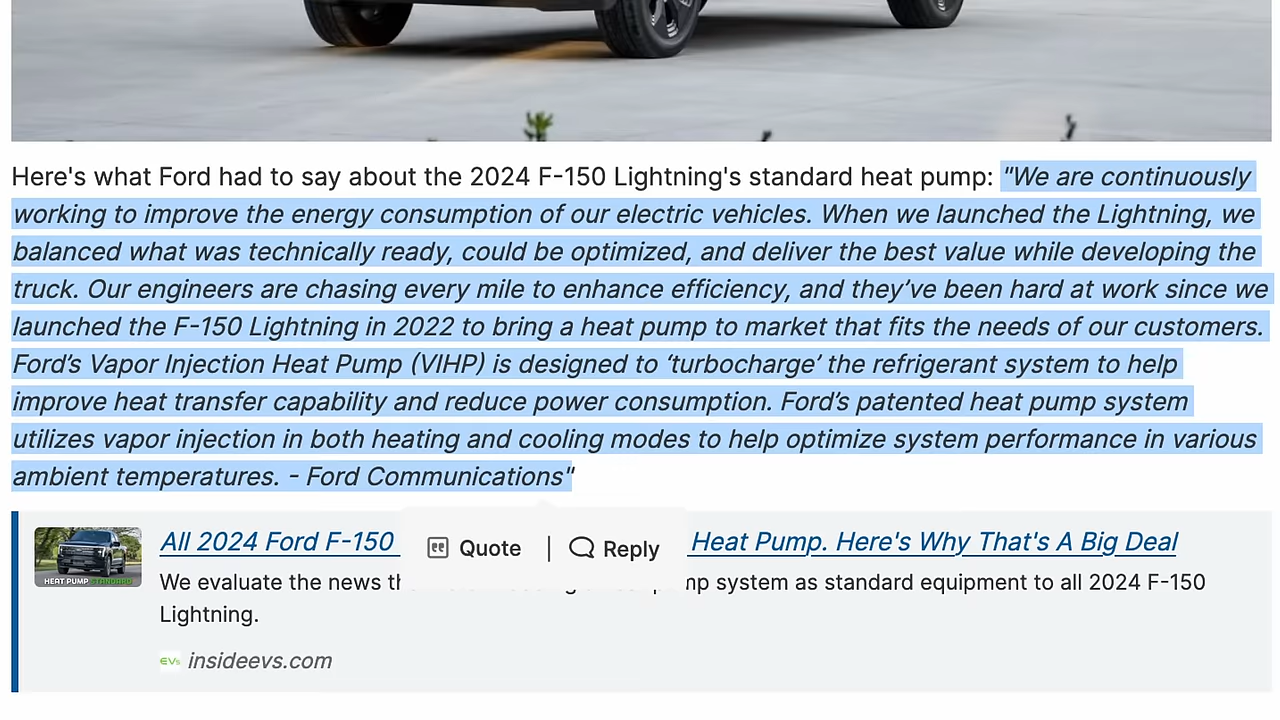 Here's what Ford had to say about the 2024 F-150 Lightning's standard heat pump: "We are continuously
working to improve the energy consumption of our electric vehicles. When we launched the Lightning, we
balanced what was technically ready, could be optimized, and deliver the best value while developing the
truck. Our engineers are chasing every mile to enhance efficiency, and they’ve been hard at work since we
launched the F-150 Lightning in 2022 to bring a heat pump to market that fits the needs of our customers.
Ford’s Vapor Injection Heat Pump (VIHP) is designed to ‘turbocharge’ the refrigerant system to help
improve heat transfer capability and reduce power consumption. Ford’s patented heat pump system
utilizes vapor injection in both heating and cooling modes to help optimize system performance in various
ambient temperatures. - Ford Communications"
All 2024 Ford F-150 Heat Pump. Here's Why That's A Big Deal
Quote | Reply
HEAT PUMP STANDARD
We evaluate the news system as standard equipment to all 2024 F-150
Lightning.
EVs insideevs.com